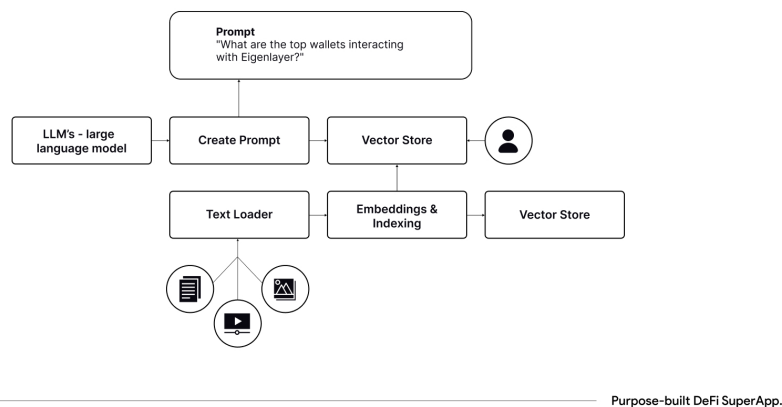 Prompt
"What are the top wallets interacting
with Eigenlayer?"
LLM's - large
language model
Create Prompt
Vector Store
Text Loader
Embeddings &
Indexing
Vector Store
Purpose-built DeFi SuperApp.